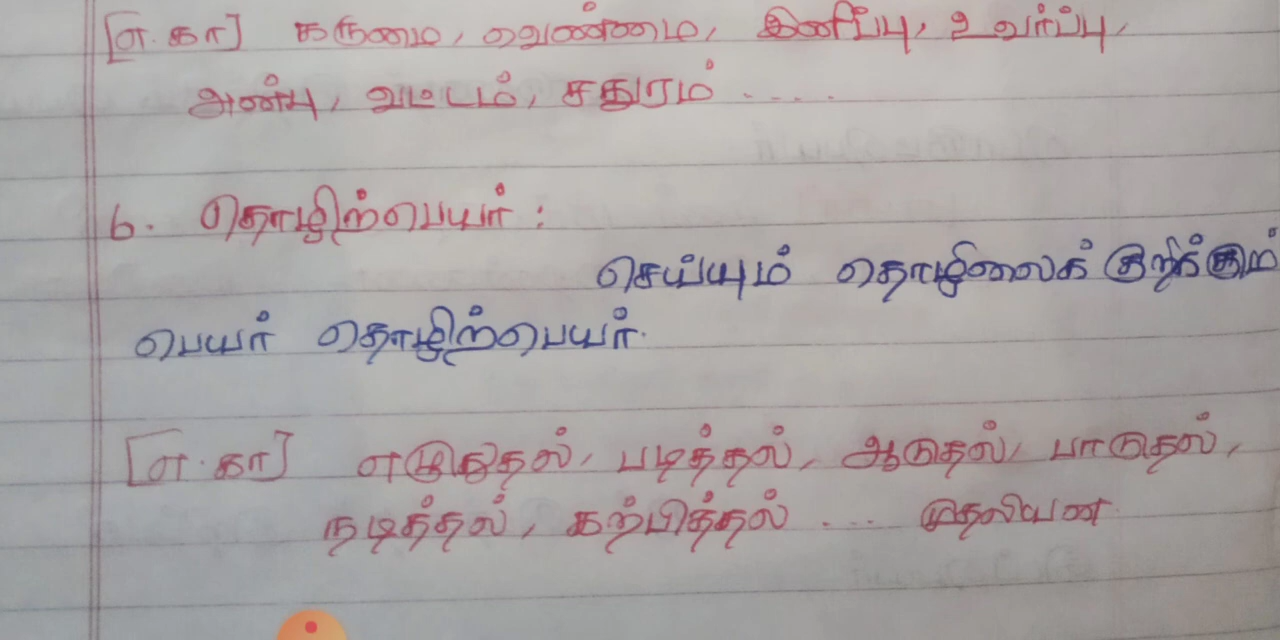 [எ.கா] கருமை, வெண்மை, இனிப்பு, உவர்ப்பு,
அன்பு, வட்டம், சதுரம் ....
6. தொழிற்பெயர் :
செய்யும் தொழிலைக் குறிக்கும்
பெயர் தொழிற்பெயர்.
[எ.கா] எழுதுதல், படித்தல், ஆடுதல், பாடுதல்,
நடித்தல், கற்பித்தல் ... முதலியன